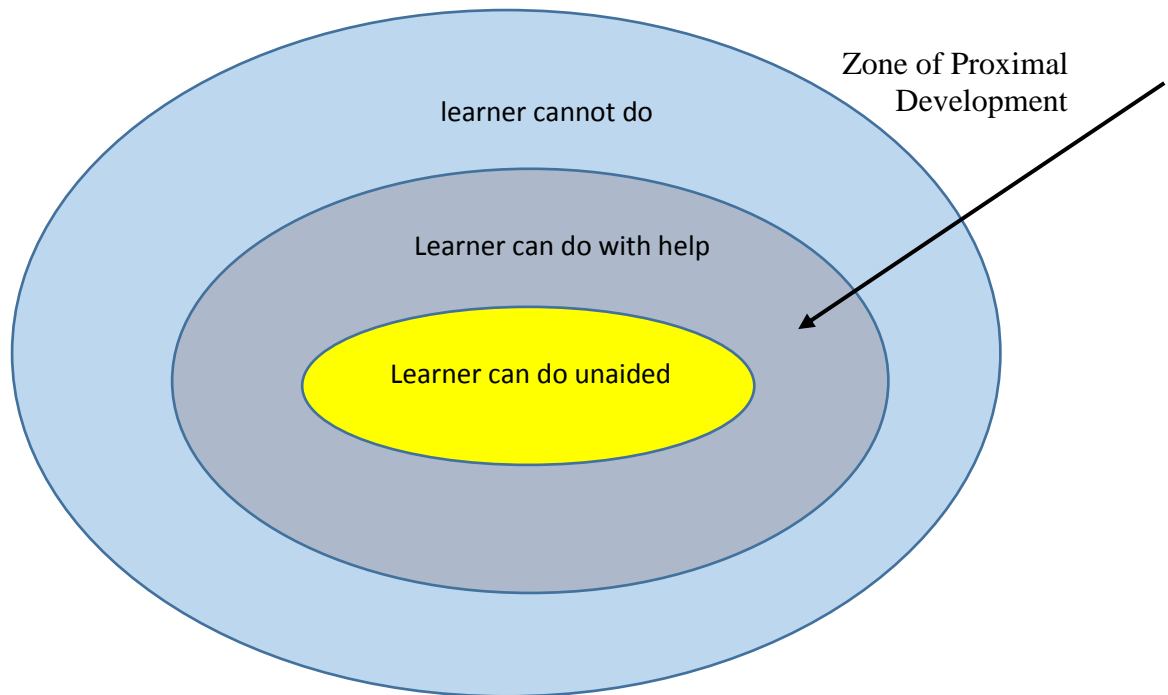 Zone of Proximal
Development
learner cannot do
Learner can do with help
Learner can do unaided